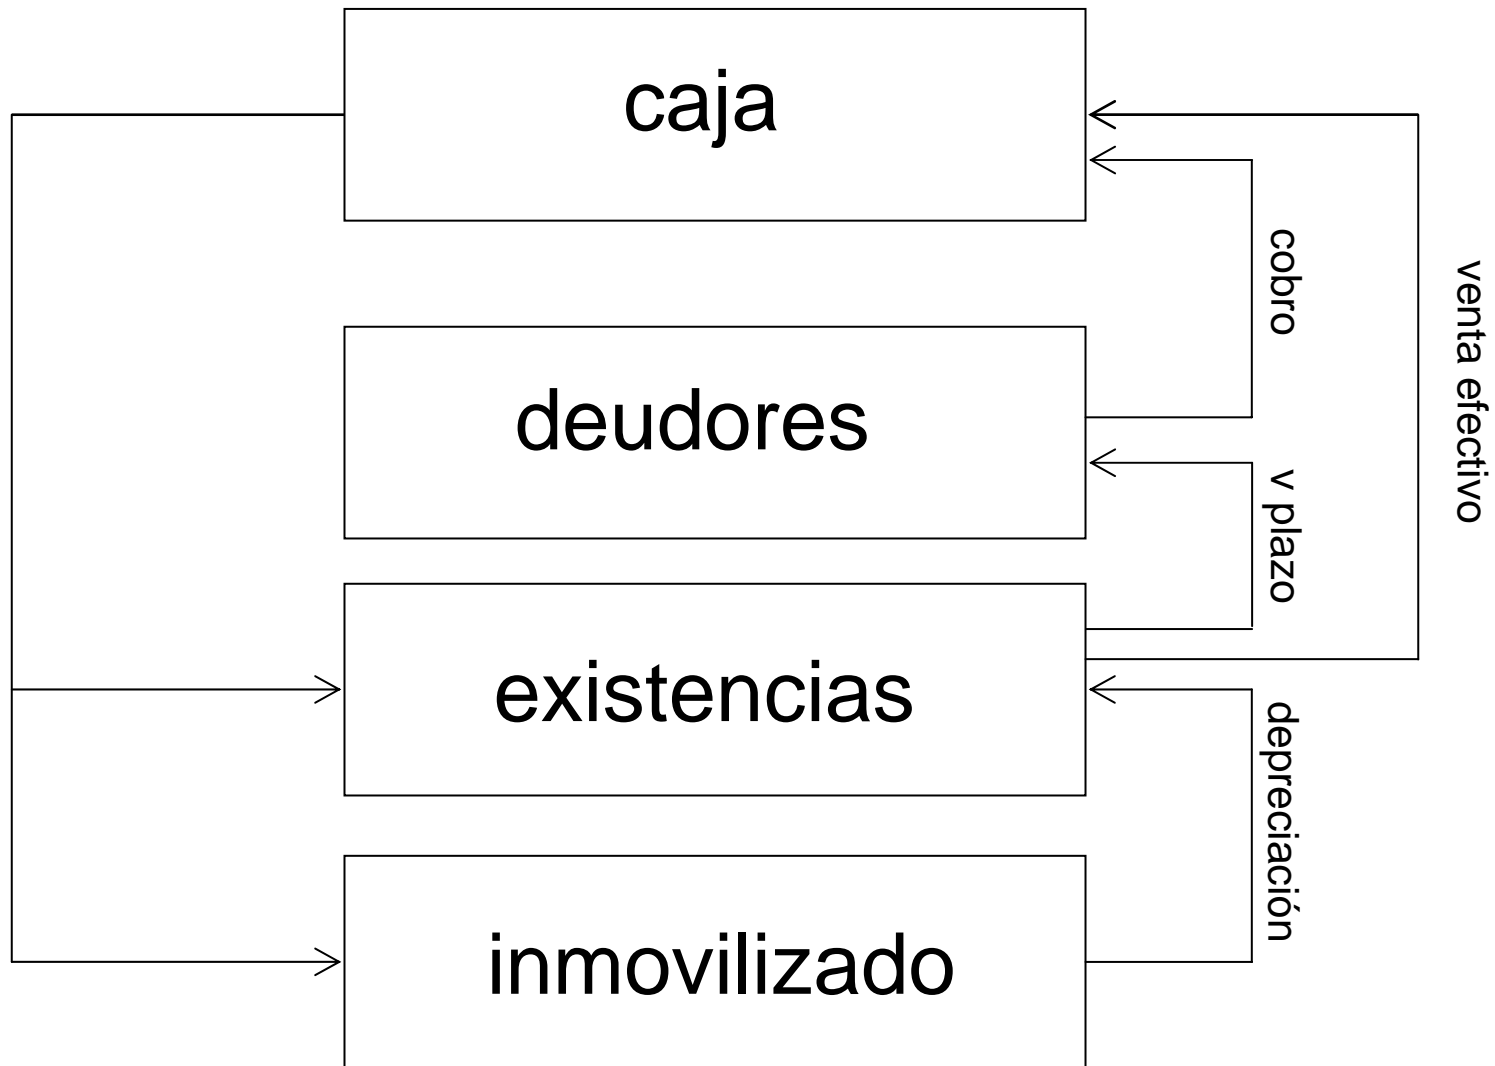 caja
cobro
venta efectivo
deudores
v plazo
existencias
depreciación
inmovilizado